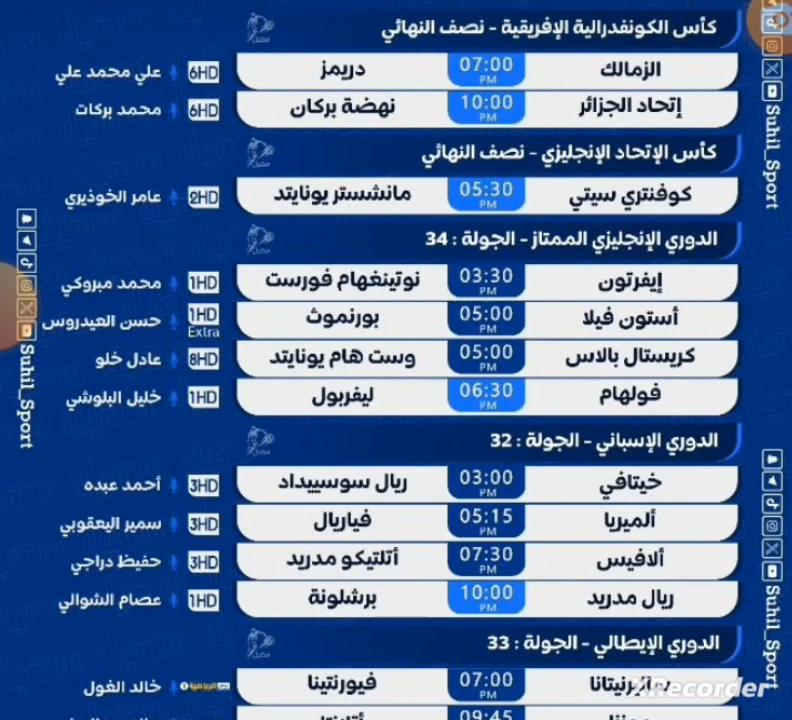 كأس الكونفدرالية الإفريقية - نصف النهائي
الزمالك 07:00 PM دريمز 6HD علي محمد علي
إتحاد الجزائر 10:00 PM نهضة بركان 6HD محمد بركات
كأس الإتحاد الإنجليزي - نصف النهائي
كوفنتري سيتي 05:30 PM مانشستر يونايتد 2HD عامر الخوذيري
الدوري الإنجليزي الممتاز - الجولة : 34
إيفرتون 03:30 PM نوتينغهام فورست 1HD محمد مبروكي
أستون فيلا 05:00 PM بورنموث 1HD Extra حسن العيدروس
كريستال بالاس 05:00 PM وست هام يونايتد 8HD عادل خلو
فولهام 06:30 PM ليفربول 1HD خليل البلوشي
الدوري الإسباني - الجولة : 32
خيتافي 03:00 PM ريال سوسييداد 3HD أحمد عبده
ألميريا 05:15 PM فياريال 3HD سمير اليعقوبي
ألافيس 07:30 PM أتلتيكو مدريد 3HD حفيظ دراجي
ريال مدريد 10:00 PM برشلونة 1HD عصام الشوالي
الدوري الإيطالي - الجولة : 33
07:00 PM فيورنتينا الرياضية خالد الغول
09:45
Suhil_Sport
Suhil_Sport
Suhil_Sport
XRecorder